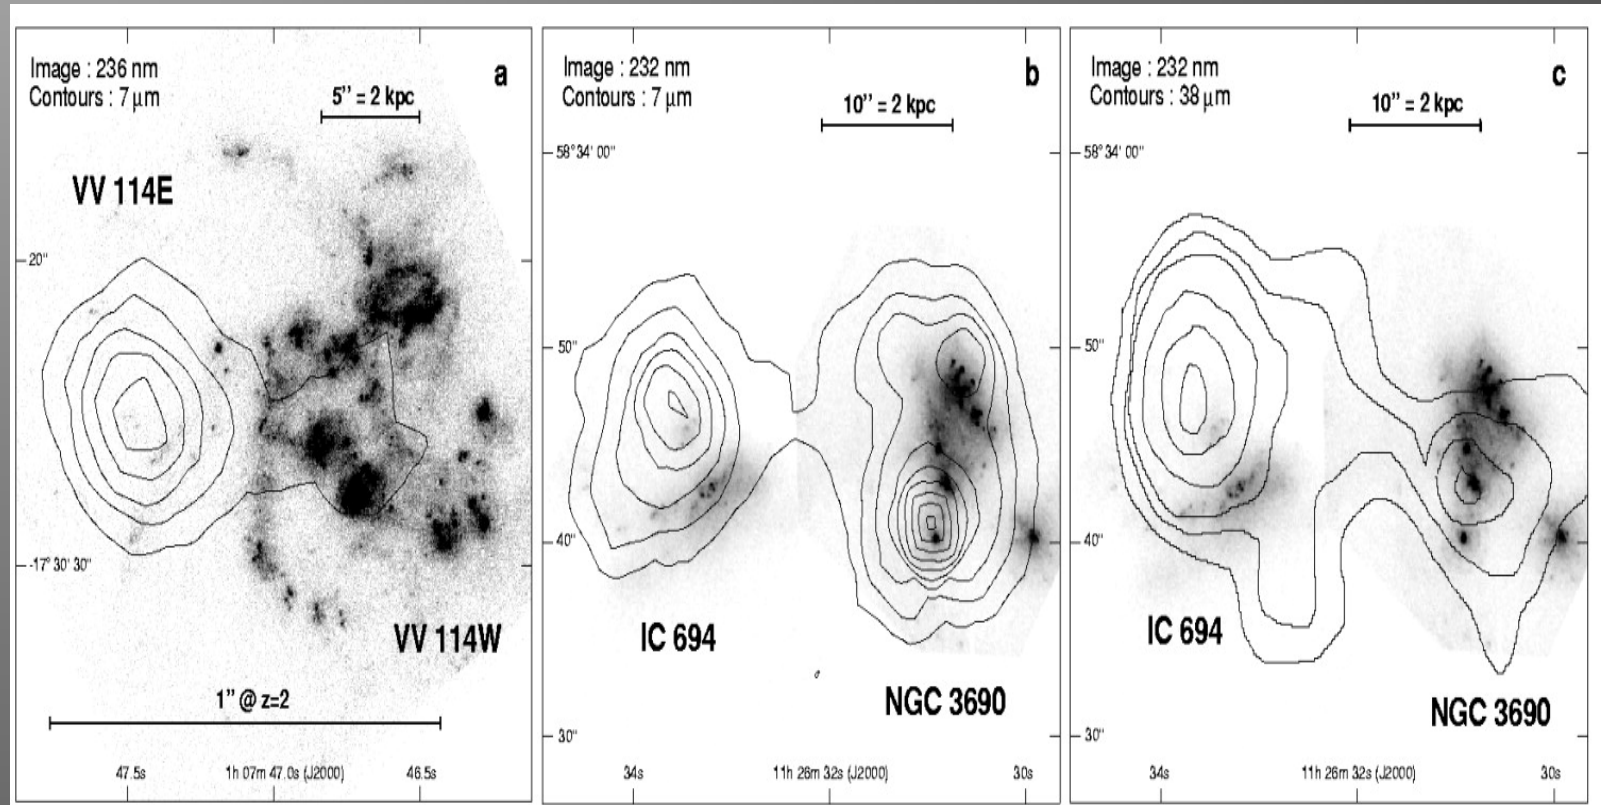 Image : 236 nm
Contours : 7 μm
a
5'' = 2 kpc
VV 114E
20''
-17° 30' 30''
VV 114W
1'' @ z=2
47.5s
1h 07m 47.0s (J2000)
46.5s
Image : 232 nm
Contours : 7 μm
b
10'' = 2 kpc
58°34' 00''
50''
40''
IC 694
NGC 3690
30''
34s
11h 26m 32s (J2000)
30s
Image : 232 nm
Contours : 38 μm
c
10'' = 2 kpc
58°34' 00''
50''
40''
IC 694
NGC 3690
30''
34s
11h 26m 32s (J2000)
30s